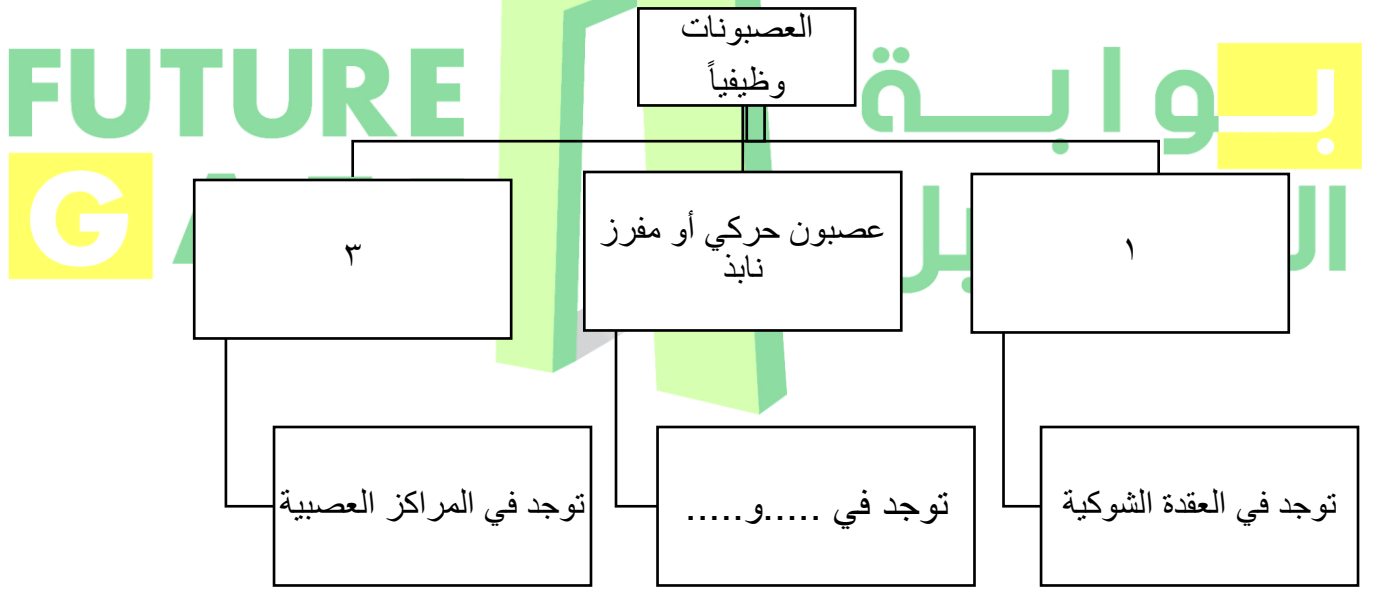 العصبونات
وظيفياً
FUTURE
بوابة
G
١
عصبون حركي أو مفرز
نابذ
٣
توجد في العقدة الشوكية
توجد في .....و.....
توجد في المراكز العصبية